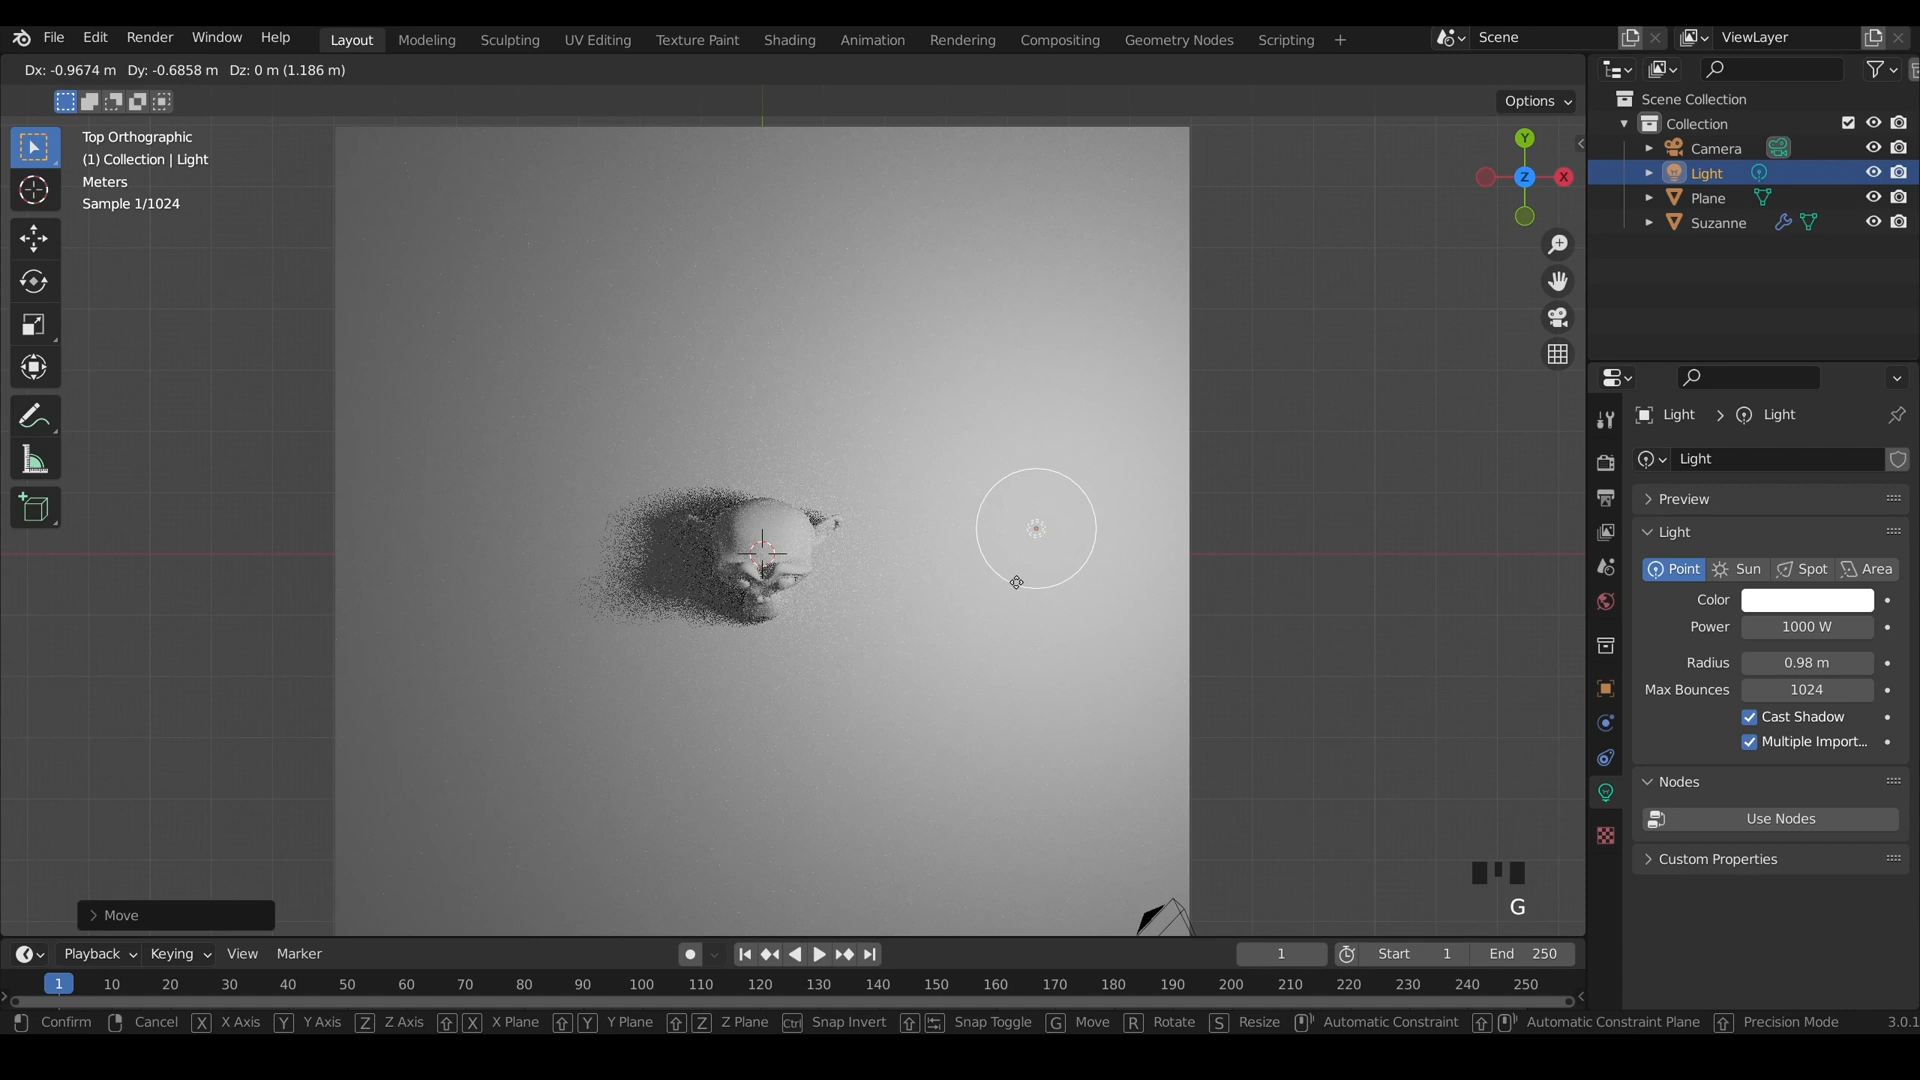 File Edit Render Window Help Layout Modeling Sculpting UV Editing Texture Paint Shading Animation Rendering Compositing Geometry Nodes Scripting + Scene ViewLayer
Dx: -0.9674 m Dy: -0.6858 m Dz: 0 m (1.186 m)
Options
Top Orthographic
(1) Collection | Light
Meters
Sample 1/1024
Y
Z X
Scene Collection
Collection
Camera
Light
Plane
Suzanne
Light > Light
Light
Preview
Light
Point Sun Spot Area
Color
Power 1000 W
Radius 0.98 m
Max Bounces 1024
Cast Shadow
Multiple Import...
Nodes
Use Nodes
Custom Properties
G
Move
Playback Keying View Marker 1 Start 1 End 250
1 10 20 30 40 50 60 70 80 90 100 110 120 130 140 150 160 170 180 190 200 210 220 230 240 250
Confirm Cancel X X Axis Y Y Axis Z Z Axis X X Plane Y Y Plane Z Z Plane Ctrl Snap Invert Snap Toggle G Move R Rotate S Resize Automatic Constraint Automatic Constraint Plane Precision Mode 3.0.1